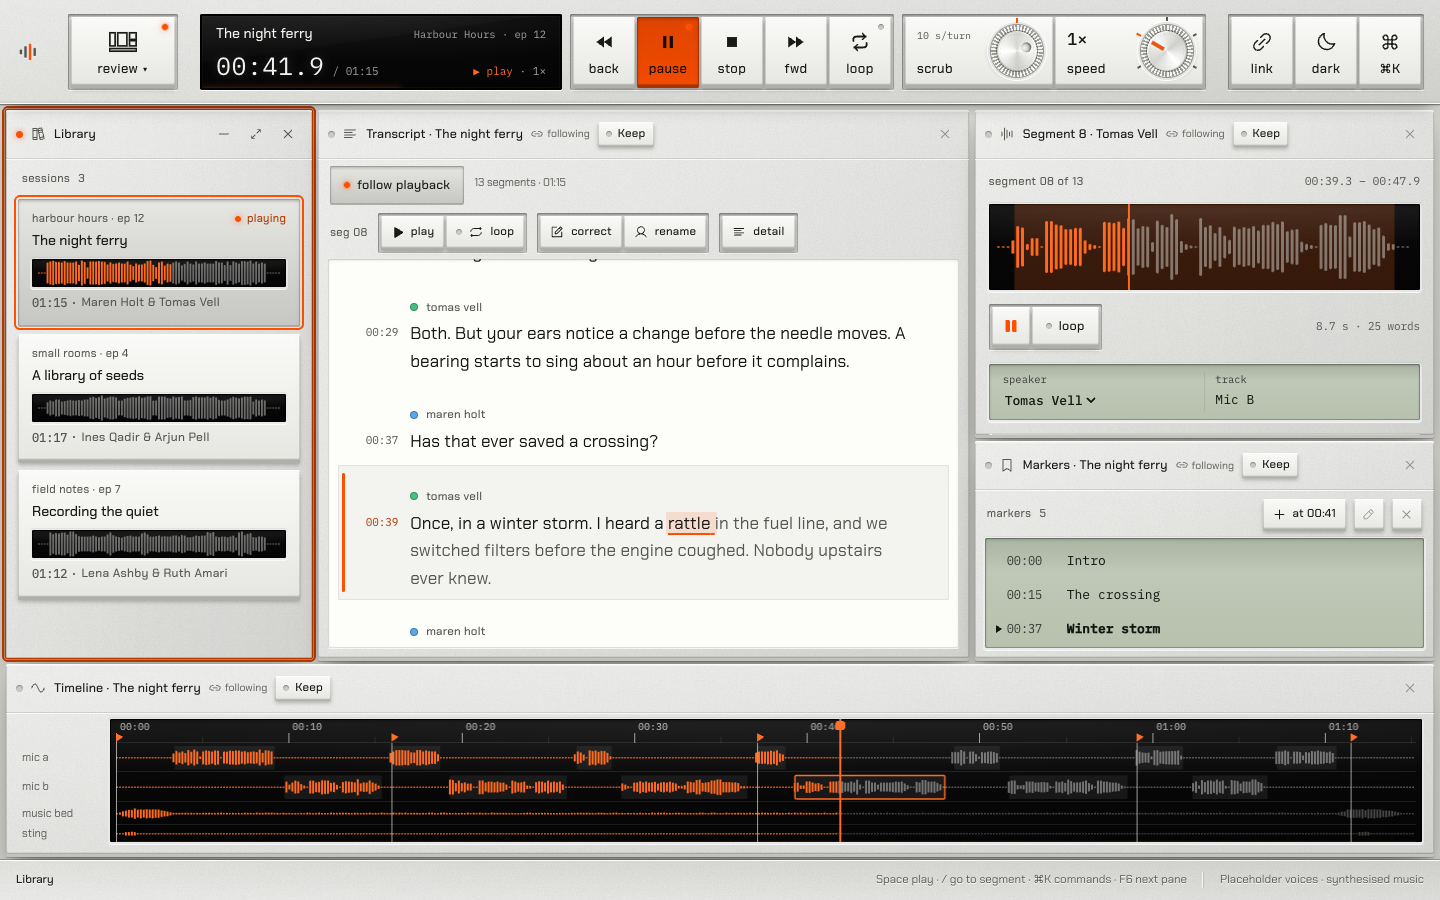 review ▾
The night ferry
Harbour Hours · ep 12
00:41.9 / 01:15
▶ play · 1×
back
pause
stop
fwd
loop
10 s/turn
scrub
1×
speed
link
dark
⌘K
Library
sessions 3
harbour hours · ep 12
playing
The night ferry
01:15 · Maren Holt & Tomas Vell
small rooms · ep 4
A library of seeds
01:17 · Ines Qadir & Arjun Pell
field notes · ep 7
Recording the quiet
01:12 · Lena Ashby & Ruth Amari
Transcript · The night ferry
following
Keep
follow playback
13 segments · 01:15
seg 08
play
loop
correct
rename
detail
tomas vell
00:29
Both. But your ears notice a change before the needle moves. A
bearing starts to sing about an hour before it complains.
maren holt
00:37
Has that ever saved a crossing?
tomas vell
00:39
Once, in a winter storm. I heard a rattle in the fuel line, and we
switched filters before the engine coughed. Nobody upstairs
ever knew.
maren holt
Segment 8 · Tomas Vell
following
Keep
segment 08 of 13
00:39.3 – 00:47.9
loop
8.7 s · 25 words
speaker
Tomas Vell
track
Mic B
Markers · The night ferry
following
Keep
markers 5
+ at 00:41
00:00 Intro
00:15 The crossing
▶ 00:37 Winter storm
Timeline · The night ferry
following
Keep
00:00 00:10 00:20 00:30 00:4 00:50 01:00 01:10
mic a
mic b
music bed
sting
Library
Space play · / go to segment · ⌘K commands · F6 next pane
Placeholder voices · synthesised music